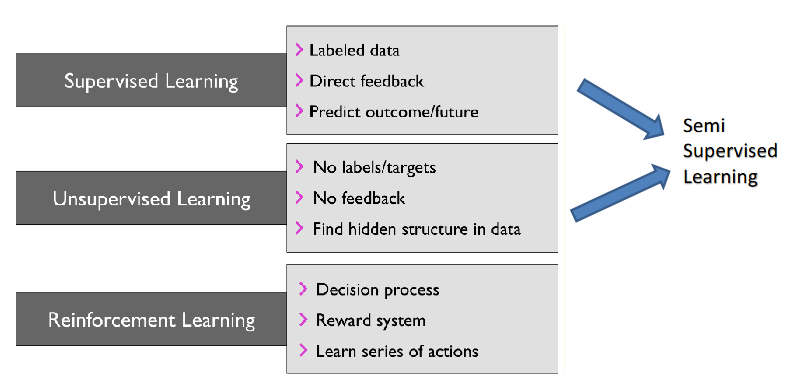 Supervised Learning
Labeled data
Direct feedback
Predict outcome/future
Unsupervised Learning
No labels/targets
No feedback
Find hidden structure in data
Reinforcement Learning
Decision process
Reward system
Learn series of actions
Semi
Supervised
Learning